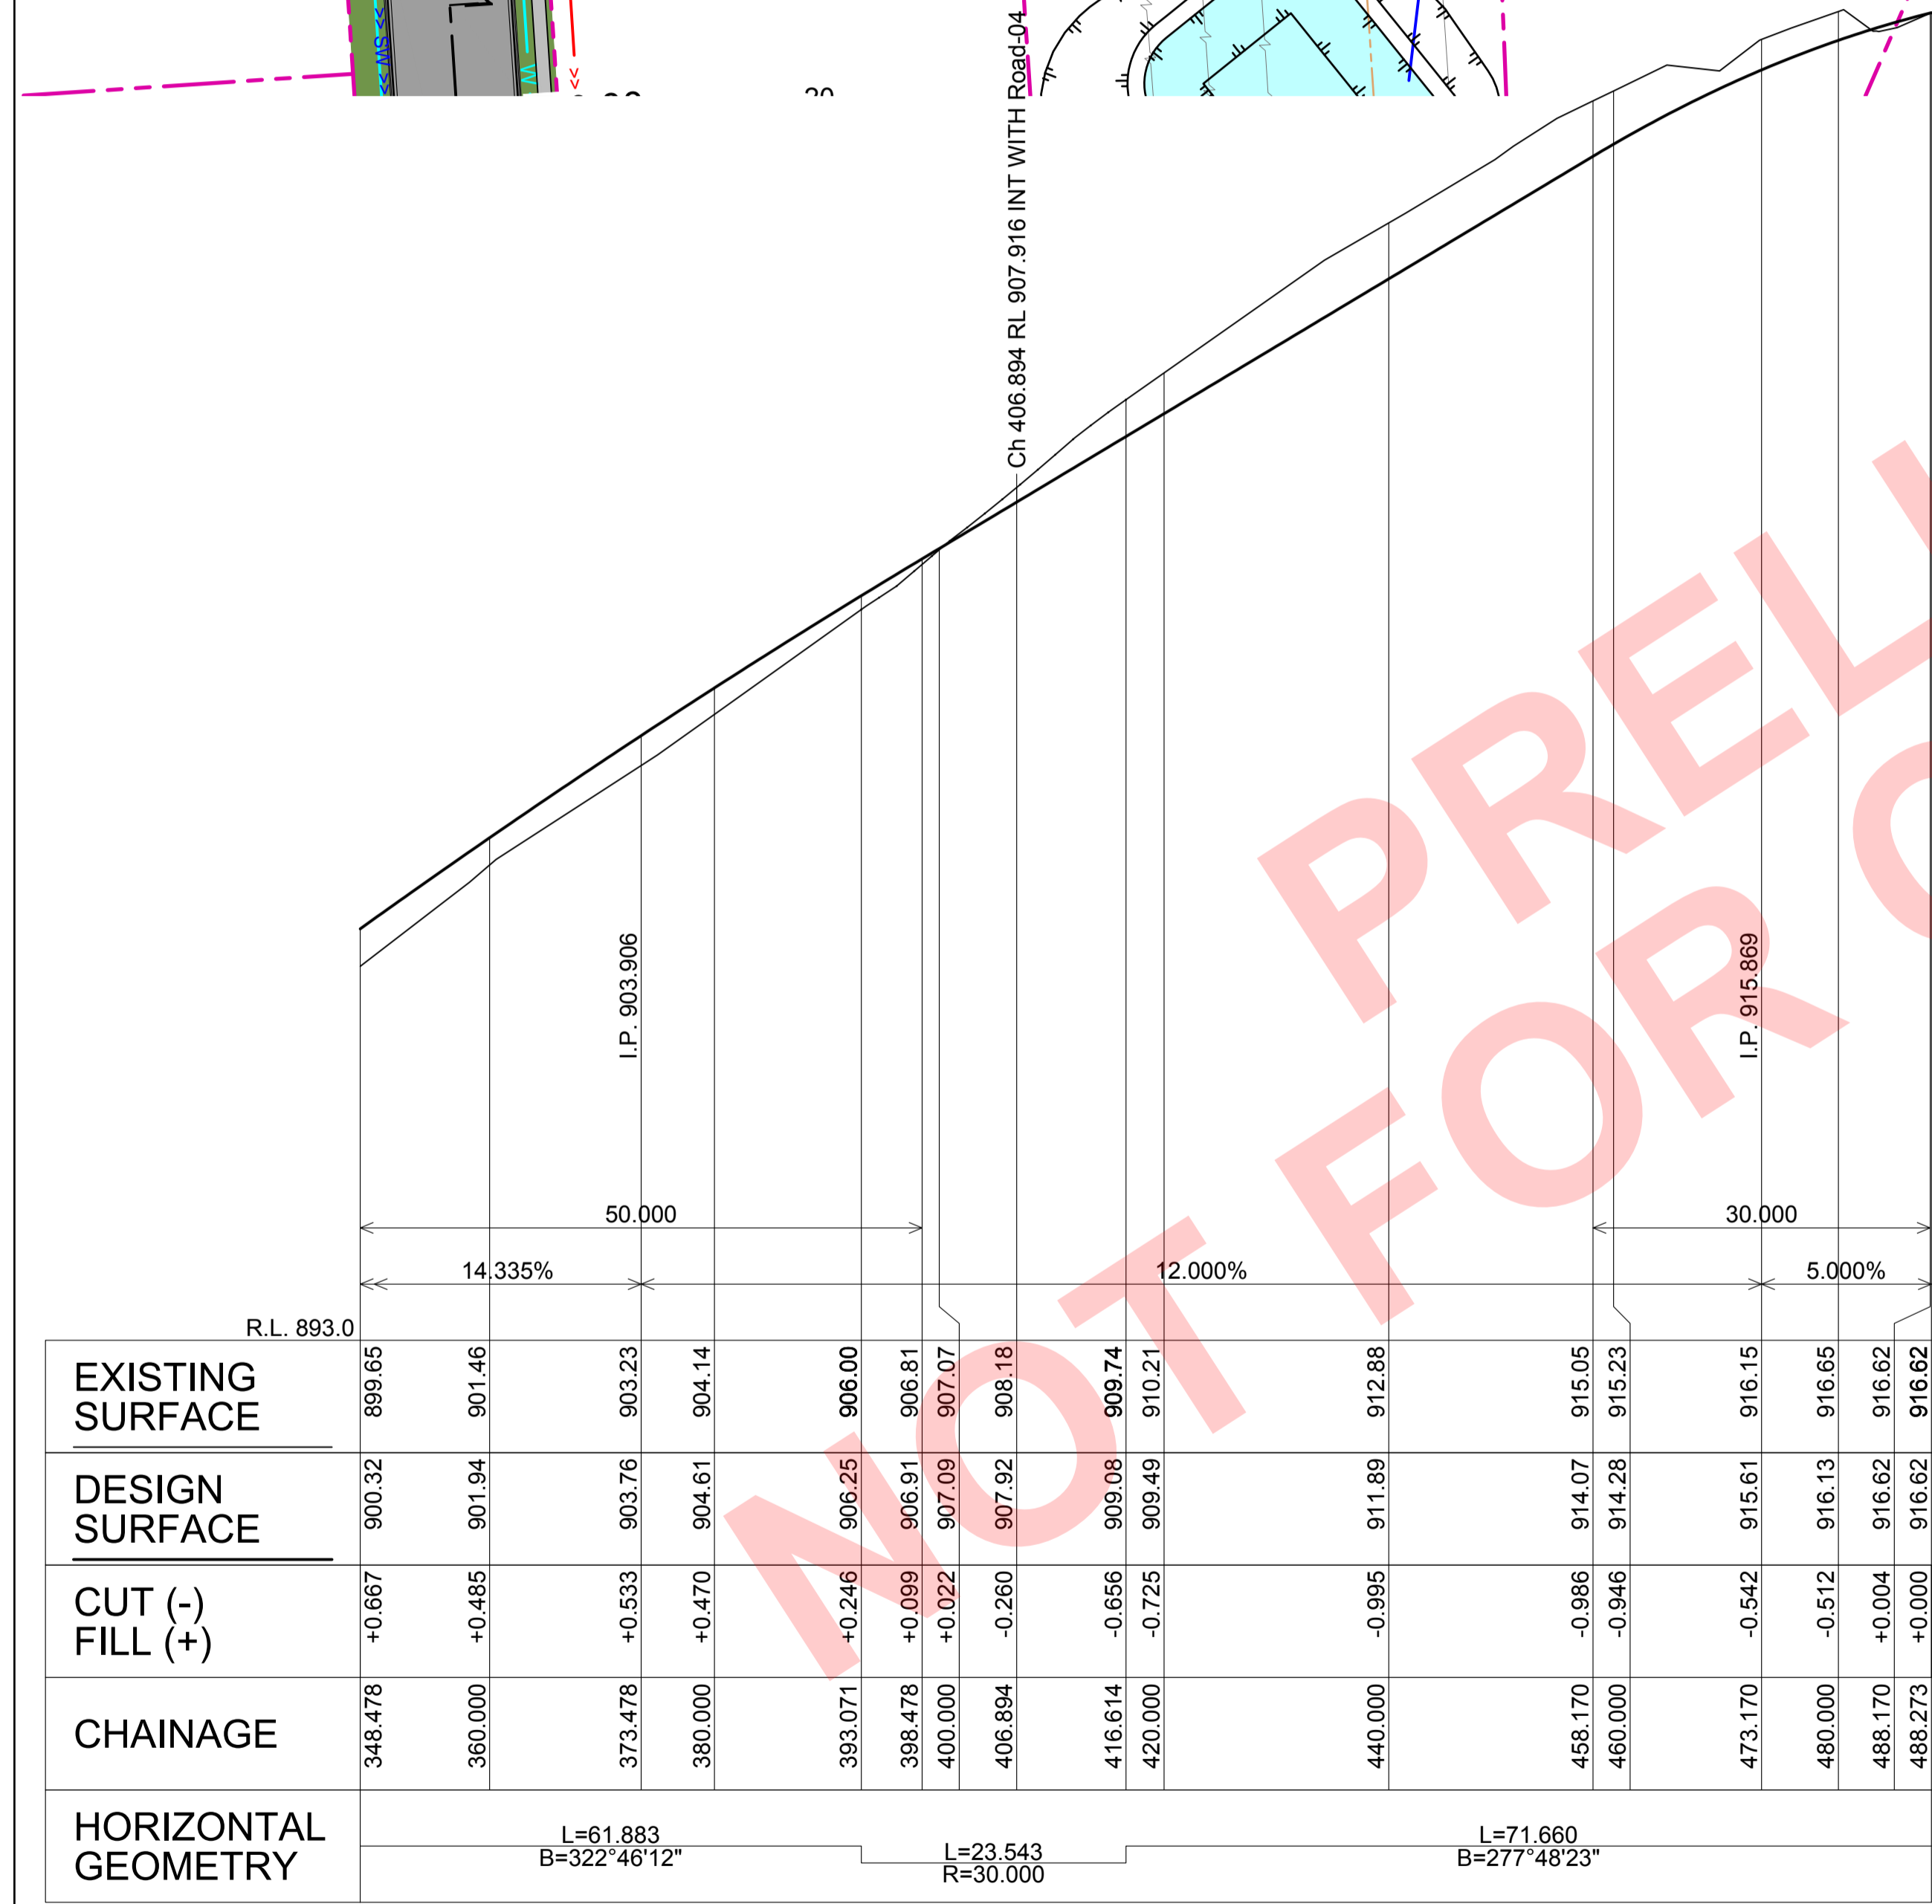 << SW <<
W
<<
Ch 406.894 RL 907.916 INT WITH Road-04
I.P. 903.906
I.P. 915.869
50.000
30.000
14.335%
12.000%
5.000%
R.L. 893.0
EXISTING
SURFACE
899.65 901.46 903.23 904.14 906.00 906.81 907.07 908.18 909.74 910.21 912.88 915.05 915.23 916.15 916.65 916.62 916.62
DESIGN
SURFACE
900.32 901.94 903.76 904.61 906.25 906.91 907.09 907.92 909.08 909.49 911.89 914.07 914.28 915.61 916.13 916.62 916.62
CUT (-)
FILL (+)
+0.667 +0.485 +0.533 +0.470 +0.246 +0.099 +0.022 -0.260 -0.656 -0.725 -0.995 -0.986 -0.946 -0.542 -0.512 +0.004 +0.000
CHAINAGE
348.478 360.000 373.478 380.000 393.071 398.478 400.000 406.894 416.614 420.000 440.000 458.170 460.000 473.170 480.000 488.170 488.273
HORIZONTAL
GEOMETRY
L=61.883
B=322°46'12"
L=23.543
R=30.000
L=71.660
B=277°48'23"
PREL
NOT FOR